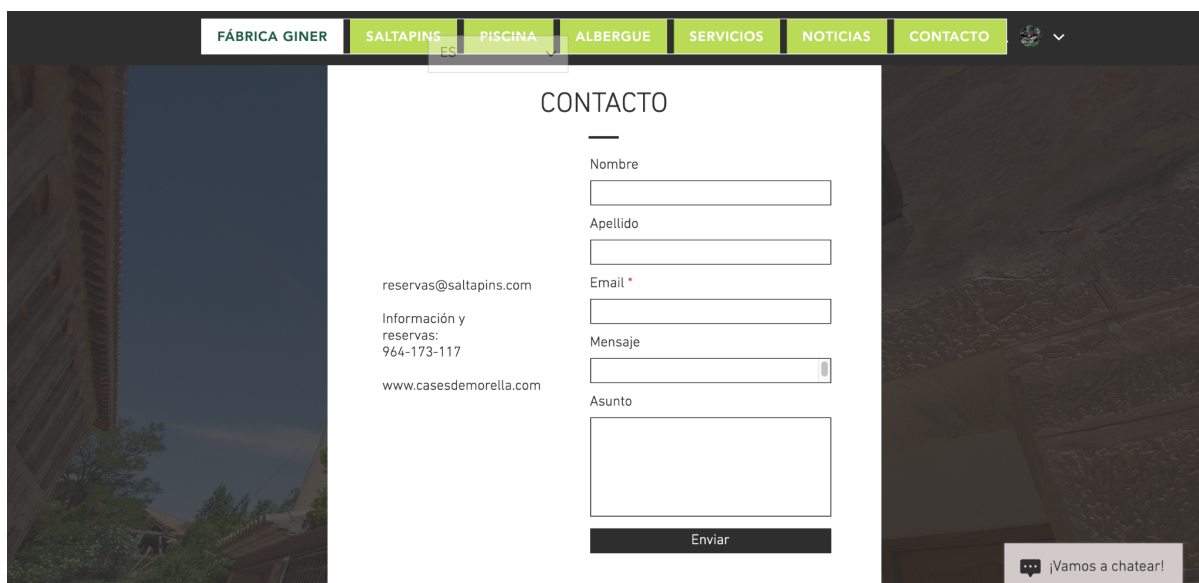 FÁBRICA GINER SALTAPINS PISCINA ALBERGUE SERVICIOS NOTICIAS CONTACTO
ES
CONTACTO
Nombre
Apellido
reservas@saltapins.com
Email *
Información y
reservas:
964-173-117
Mensaje
www.casesdemorella.com
Asunto
Enviar
¡Vamos a chatear!